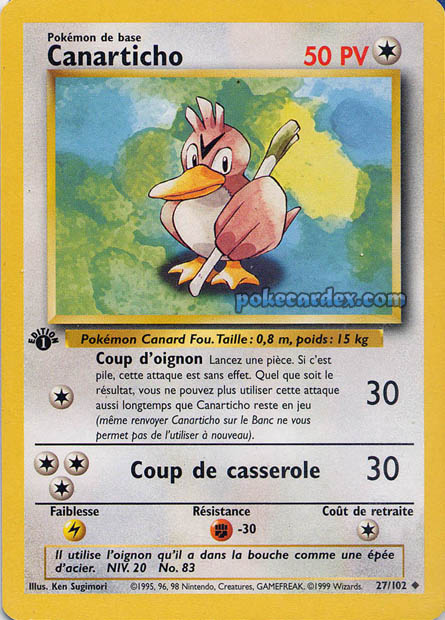 Pokémon de base
Canarticho 50 PV
pokecardex.com
EDITION 1
Pokémon Canard Fou. Taille: 0,8 m, poids: 15 kg
Coup d'oignon Lancez une pièce. Si c'est
pile, cette attaque est sans effet. Quel que soit le
résultat, vous ne pouvez plus utiliser cette attaque
aussi longtemps que Canarticho reste en jeu
(même renvoyer Canarticho sur le Banc ne vous
permet pas de l'utiliser à nouveau).
30
Coup de casserole 30
Faiblesse Résistance Coût de retraite
-30
Il utilise l'oignon qu'il a dans la bouche comme une épée
d'acier. NIV. 20 No. 83
Illus. Ken Sugimori ©1995, 96, 98 Nintendo, Creatures, GAMEFREAK. ©1999 Wizards. 27/102